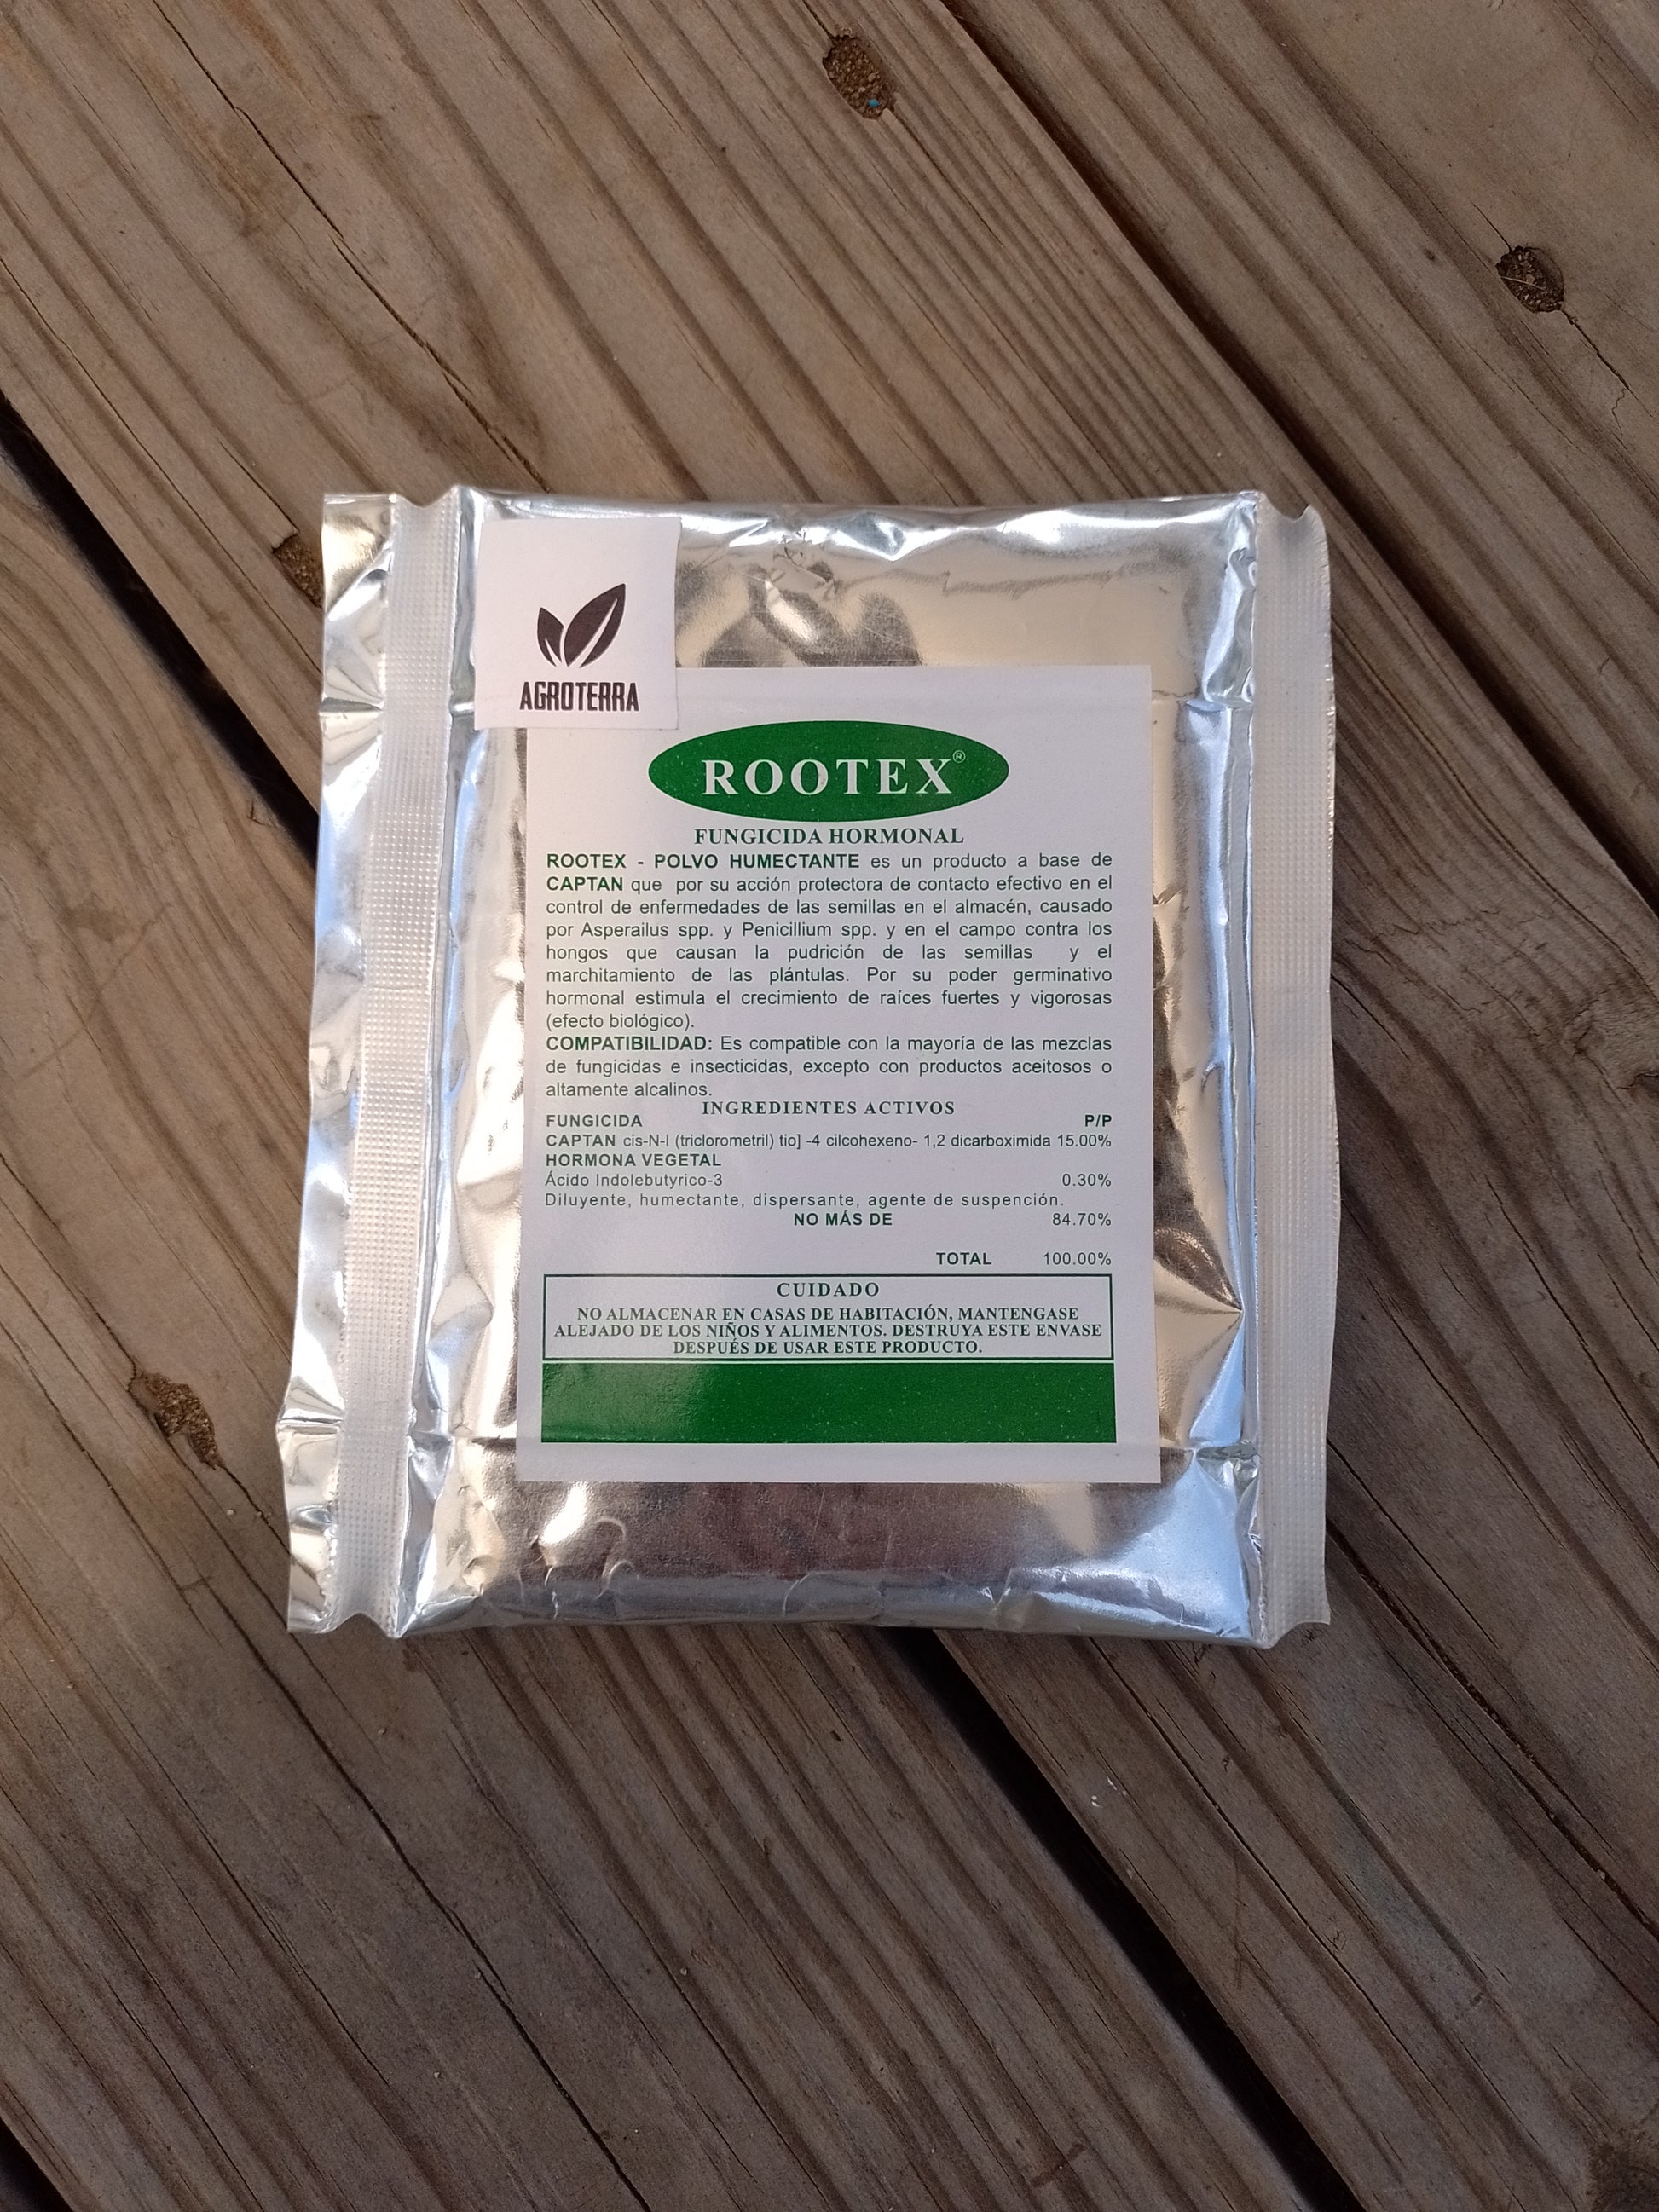 AGROTERRA
ROOTEX®
FUNGICIDA HORMONAL
ROOTEX - POLVO HUMECTANTE es un producto a base de
CAPTAN que por su acción protectora de contacto efectivo en el
control de enfermedades de las semillas en el almacén, causado
por Asperailus spp. y Penicillium spp. y en el campo contra los
hongos que causan la pudrición de las semillas y el
marchitamiento de las plántulas. Por su poder germinativo
hormonal estimula el crecimiento de raíces fuertes y vigorosas
(efecto biológico).
COMPATIBILIDAD: Es compatible con la mayoría de las mezclas
de fungicidas e insecticidas, excepto con productos aceitosos o
altamente alcalinos.
INGREDIENTES ACTIVOS
FUNGICIDA P/P
CAPTAN cis-N-I (triclorometril) tio] -4 cilcohexeno- 1,2 dicarboximida 15.00%
HORMONA VEGETAL
Ácido Indolebutyrico-3 0.30%
Diluyente, humectante, dispersante, agente de suspención.
NO MÁS DE 84.70%
TOTAL 100.00%
CUIDADO
NO ALMACENAR EN CASAS DE HABITACIÓN, MANTENGASE
ALEJADO DE LOS NIÑOS Y ALIMENTOS. DESTRUYA ESTE ENVASE
DESPUÉS DE USAR ESTE PRODUCTO.